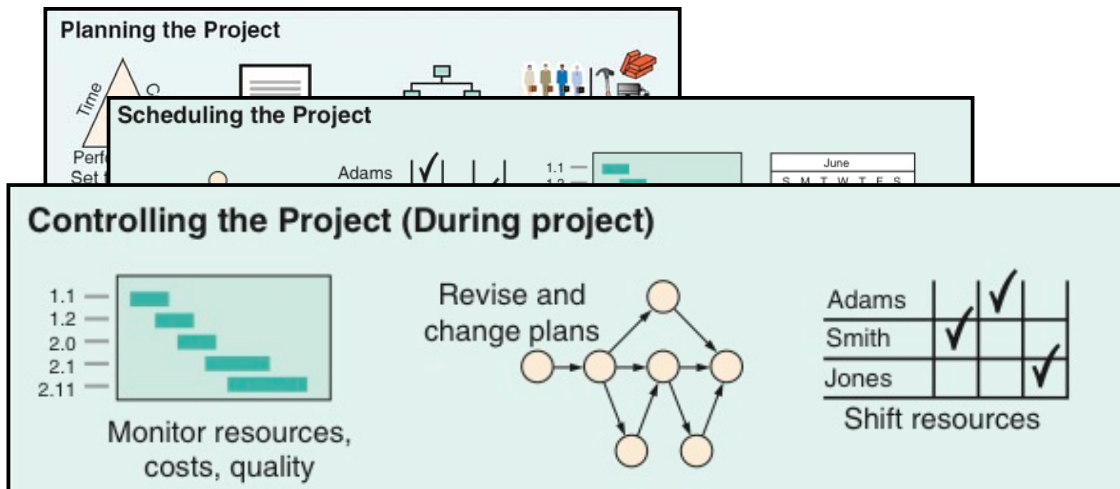 Planning the Project
Time
Scheduling the Project
Adams
1.1
June
S M T W T F S
Controlling the Project (During project)
1.1
1.2
2.0
2.1
2.11
Monitor resources,
costs, quality
Revise and
change plans
Adams
Smith
Jones
Shift resources